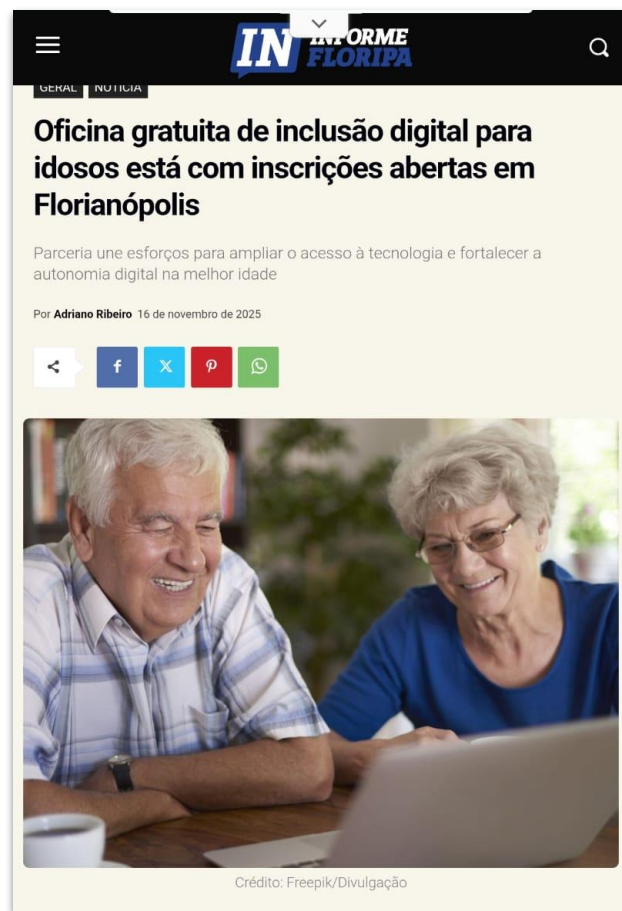 IN INFORME
FLORIPA
GERAL NOTÍCIA
Oficina gratuita de inclusão digital para
idosos está com inscrições abertas em
Florianópolis
Parceria une esforços para ampliar o acesso à tecnologia e fortalecer a
autonomia digital na melhor idade
Por Adriano Ribeiro 16 de novembro de 2025
Crédito: Freepik/Divulgação